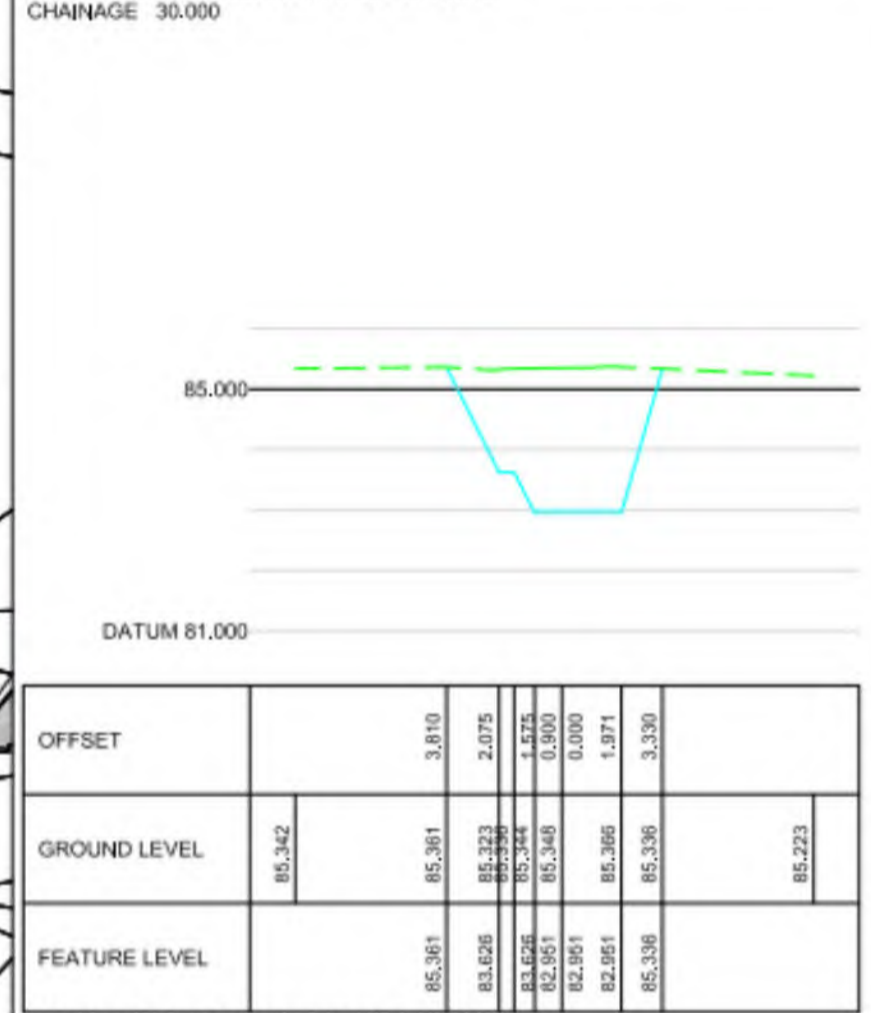 CHAINAGE 30.000
85.000
DATUM 81.000
OFFSET 3.810 2.075 1.575 0.900 0.000 1.971 3.330
GROUND LEVEL 85.342 85.361 85.323 85.344 85.348 85.366 85.336 85.223
FEATURE LEVEL 85.361 83.626 83.626 82.951 82.951 82.951 85.336